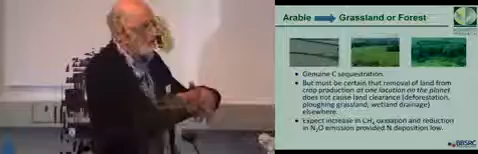 Arable Grassland or Forest
• Genuine C sequestration.
• But must be certain that removal of land from
crop production at one location on the planet
does not cause land clearance (deforestation,
ploughing grassland, wetland drainage)
elsewhere.
• Expect increase in CH₄ oxidation and reduction
in N₂O emission provided N deposition low.
BBSRC